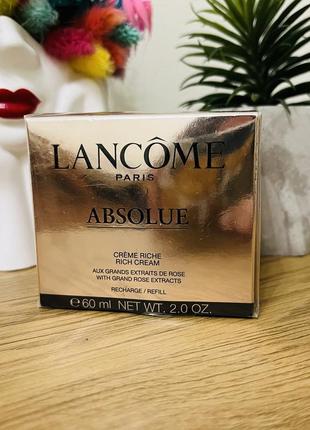 LANCÔME
PARIS
ABSOLUE
CRÈME RICHE
RICH CREAM
AUX GRANDS EXTRAITS DE ROSE
WITH GRAND ROSE EXTRACTS
RECHARGE / REFILL
℮ 60 ml NET WT. 2.0 OZ.